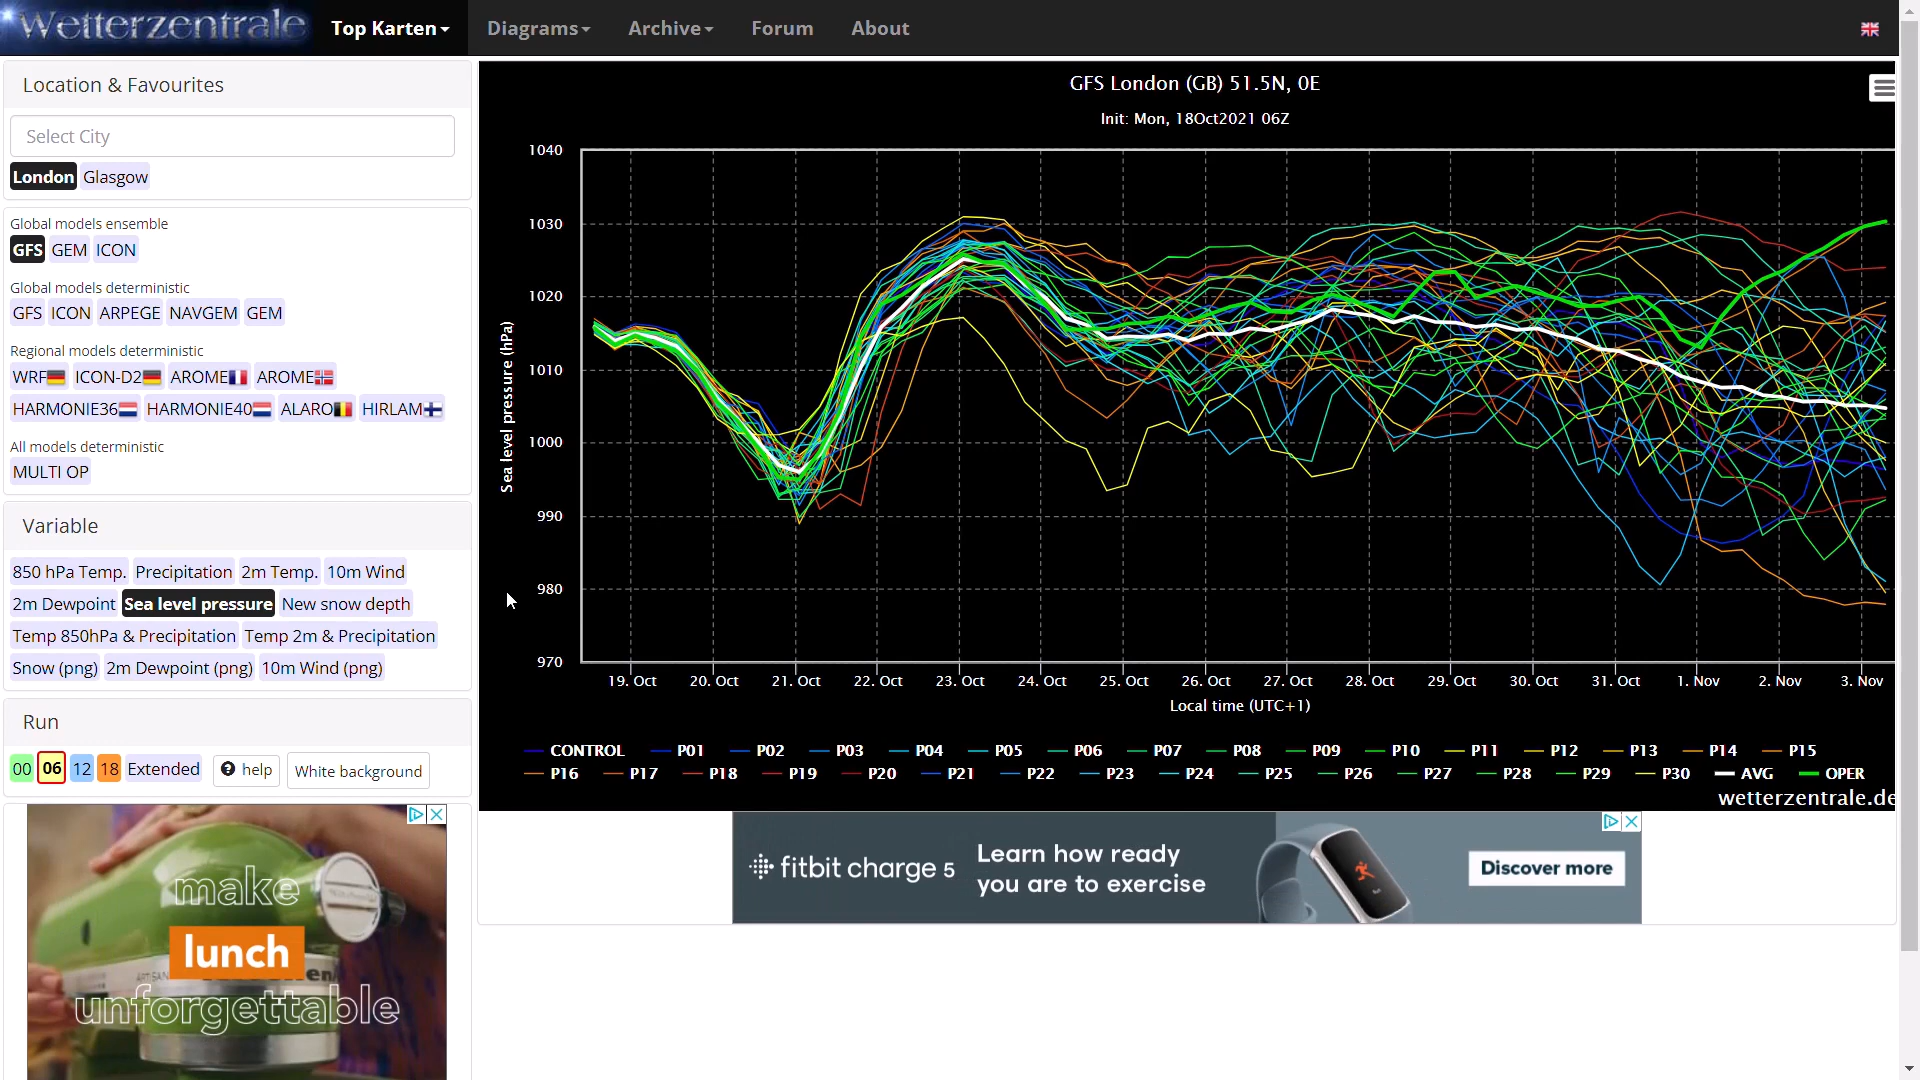 Wetterzentrale
Top Karten
Diagrams
Archive
Forum
About
Location & Favourites
Select City
London Glasgow
Global models ensemble
GFS GEM ICON
Global models deterministic
GFS ICON ARPEGE NAVGEM GEM
Regional models deterministic
WRF ICON-D2 AROME AROME
HARMONIE36 HARMONIE40 ALARO HIRLAM
All models deterministic
MULTI OP
Variable
850 hPa Temp. Precipitation 2m Temp. 10m Wind
2m Dewpoint Sea level pressure New snow depth
Temp 850hPa & Precipitation Temp 2m & Precipitation
Snow (png) 2m Dewpoint (png) 10m Wind (png)
Run
00 06 12 18 Extended help White background
make
lunch
unforgettable
GFS London (GB) 51.5N, 0E
Init: Mon, 18Oct2021 06Z
Sea level pressure (hPa)
1040
1030
1020
1010
1000
990
980
970
19. Oct 20. Oct 21. Oct 22. Oct 23. Oct 24. Oct 25. Oct 26. Oct 27. Oct 28. Oct 29. Oct 30. Oct 31. Oct 1. Nov 2. Nov 3. Nov
Local time (UTC+1)
CONTROL P01 P02 P03 P04 P05 P06 P07 P08 P09 P10 P11 P12 P13 P14 P15
P16 P17 P18 P19 P20 P21 P22 P23 P24 P25 P26 P27 P28 P29 P30 AVG OPER
wetterzentrale.de
fitbit charge 5
Learn how ready
you are to exercise
Discover more